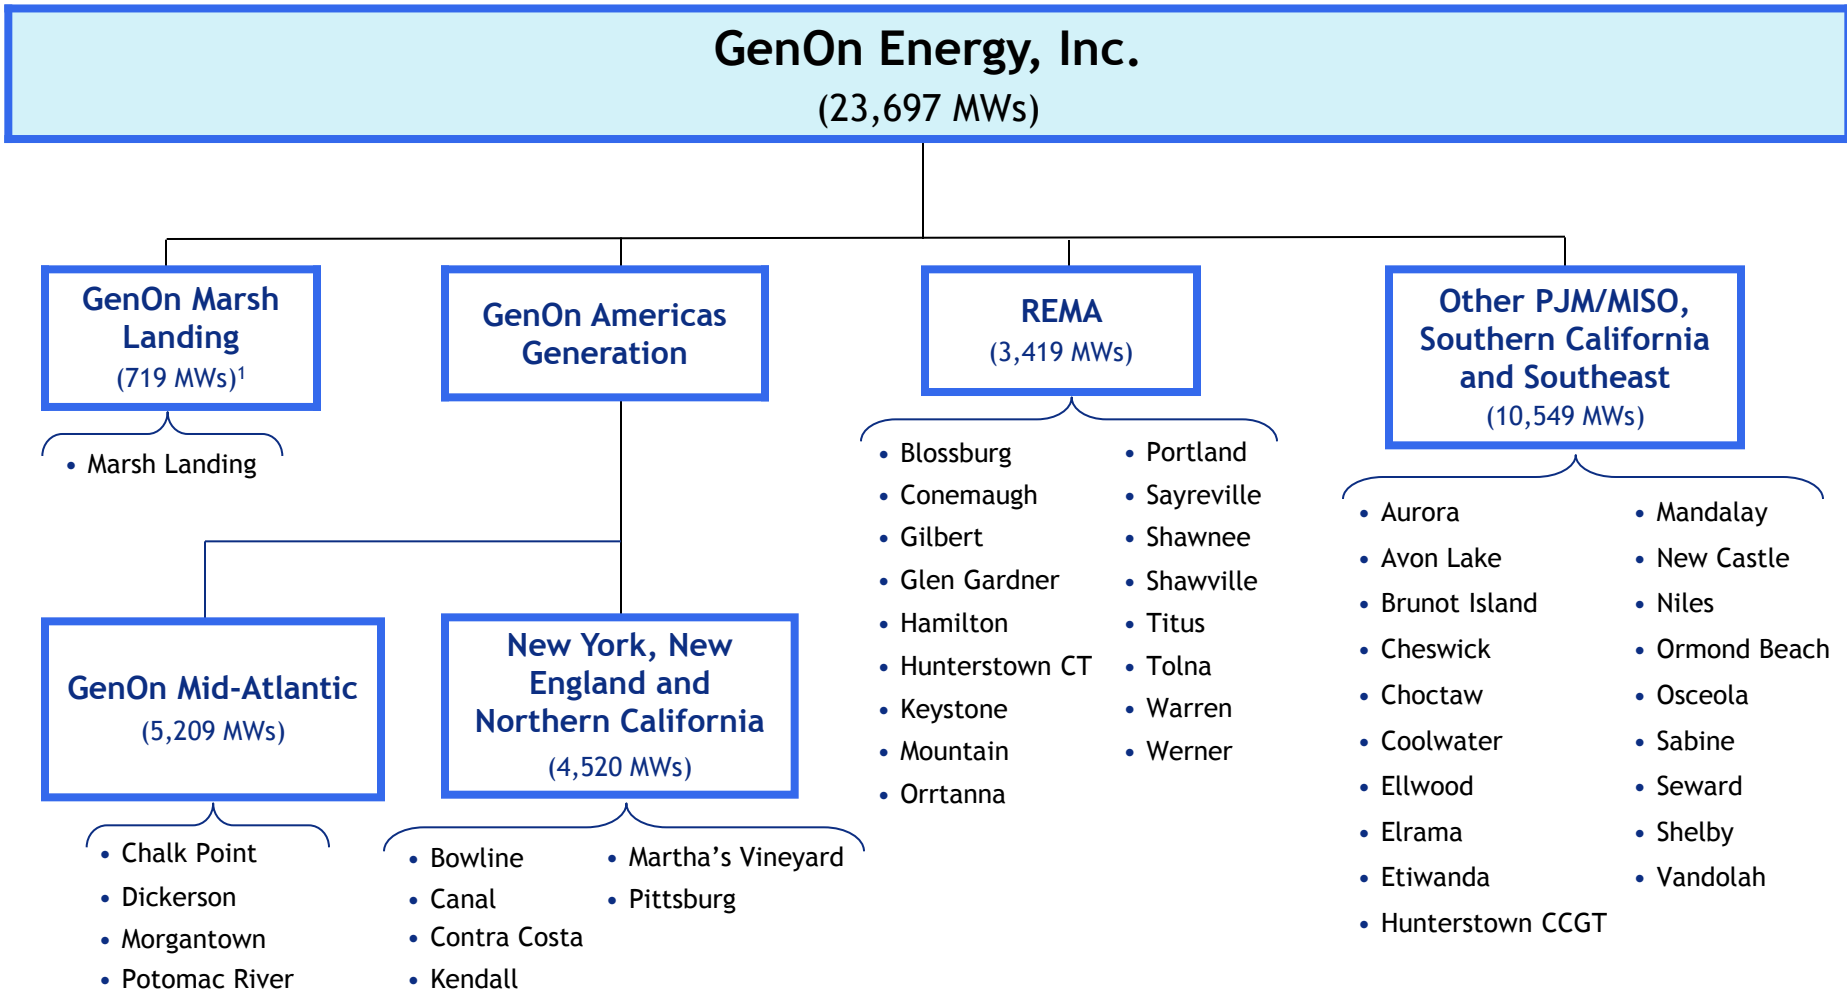 GenOn Energy, Inc.
(23,697 MWs)
GenOn Marsh
Landing
(719 MWs)1
• Marsh Landing
GenOn Americas
Generation
REMA
(3,419 MWs)
• Blossburg
• Conemaugh
• Gilbert
• Glen Gardner
• Hamilton
• Hunterstown CT
• Keystone
• Mountain
• Orrtanna
• Portland
• Sayreville
• Shawnee
• Shawville
• Titus
• Tolna
• Warren
• Werner
Other PJM/MISO,
Southern California
and Southeast
(10,549 MWs)
• Aurora
• Avon Lake
• Brunot Island
• Cheswick
• Choctaw
• Coolwater
• Ellwood
• Elrama
• Etiwanda
• Hunterstown CCGT
• Mandalay
• New Castle
• Niles
• Ormond Beach
• Osceola
• Sabine
• Seward
• Shelby
• Vandolah
GenOn Mid-Atlantic
(5,209 MWs)
• Chalk Point
• Dickerson
• Morgantown
• Potomac River
New York, New
England and
Northern California
(4,520 MWs)
• Bowline
• Canal
• Contra Costa
• Kendall
• Martha’s Vineyard
• Pittsburg